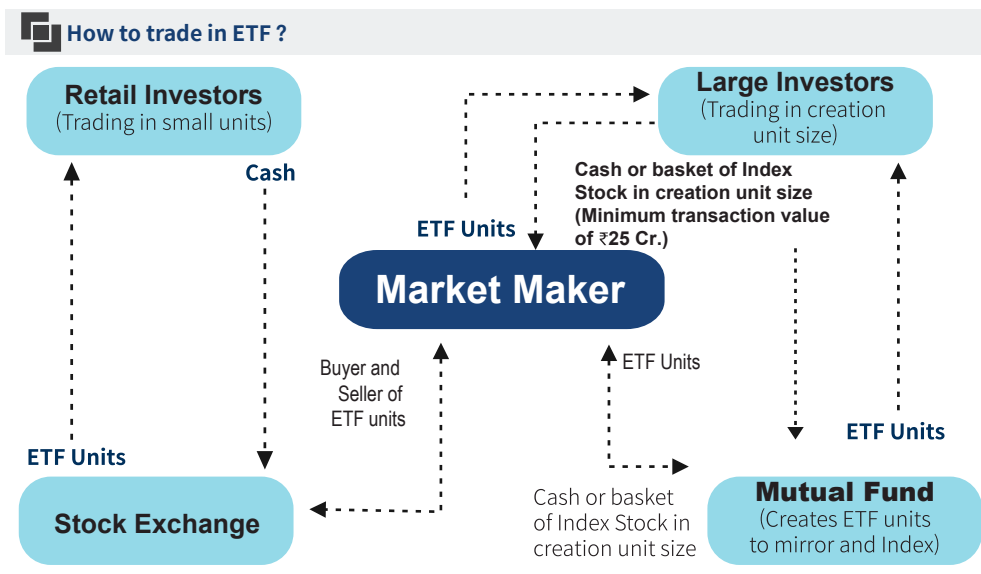 How to trade in ETF ?
Retail Investors
(Trading in small units)
Large Investors
(Trading in creation
unit size)
Cash
Cash or basket of Index
Stock in creation unit size
(Minimum transaction value
of ₹25 Cr.)
ETF Units
Market Maker
Buyer and
Seller of
ETF units
ETF Units
ETF Units
ETF Units
Stock Exchange
Cash or basket
of Index Stock in
creation unit size
Mutual Fund
(Creates ETF units
to mirror and Index)